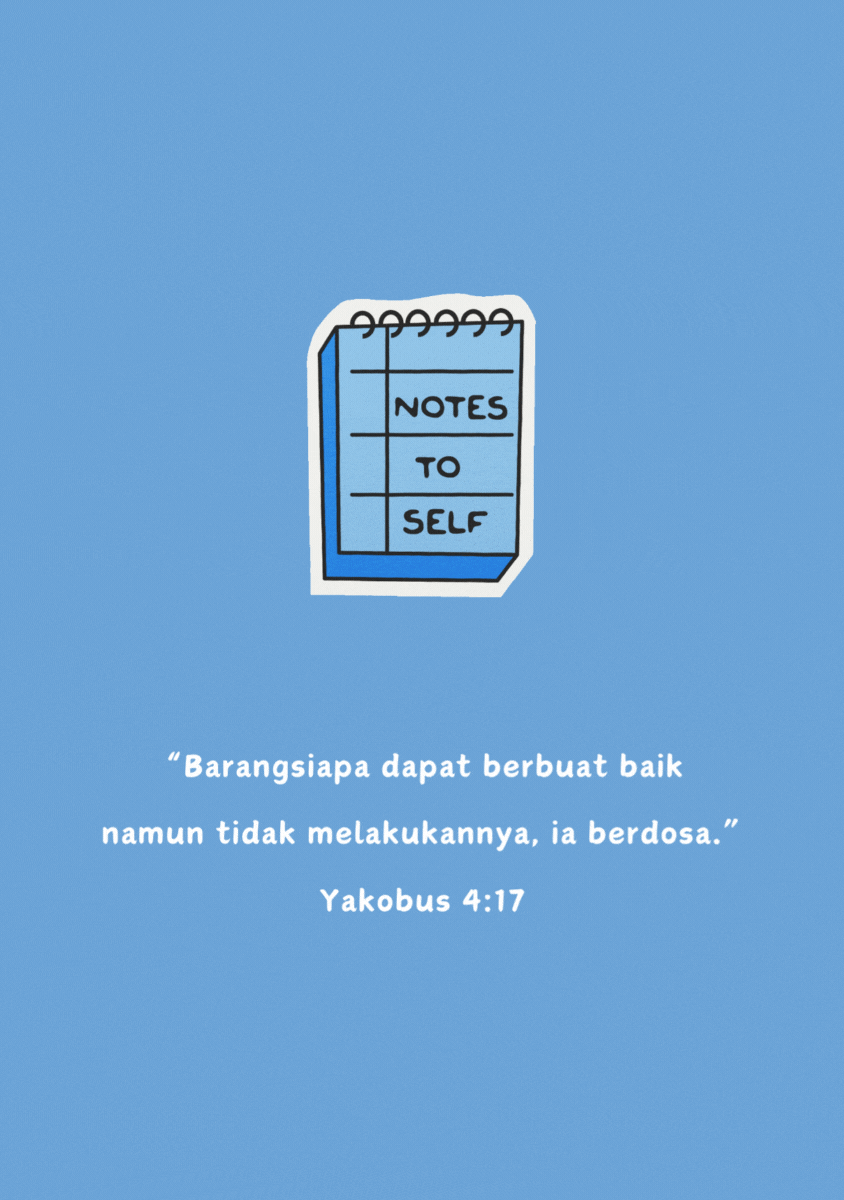 NOTES
TO
SELF
“Barangsiapa dapat berbuat baik
namun tidak melakukannya, ia berdosa.”
Yakobus 4:17